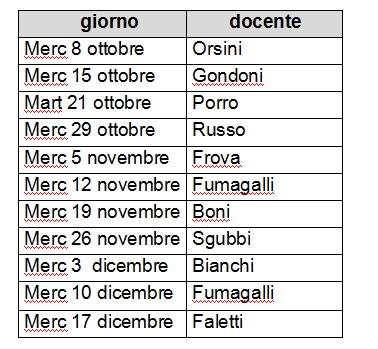 giorno docente
Merc 8 ottobre Orsini
Merc 15 ottobre Gondoni
Mart 21 ottobre Porro
Merc 29 ottobre Russo
Merc 5 novembre Frova
Merc 12 novembre Fumagalli
Merc 19 novembre Boni
Merc 26 novembre Sgubbi
Merc 3 dicembre Bianchi
Merc 10 dicembre Fumagalli
Merc 17 dicembre Faletti